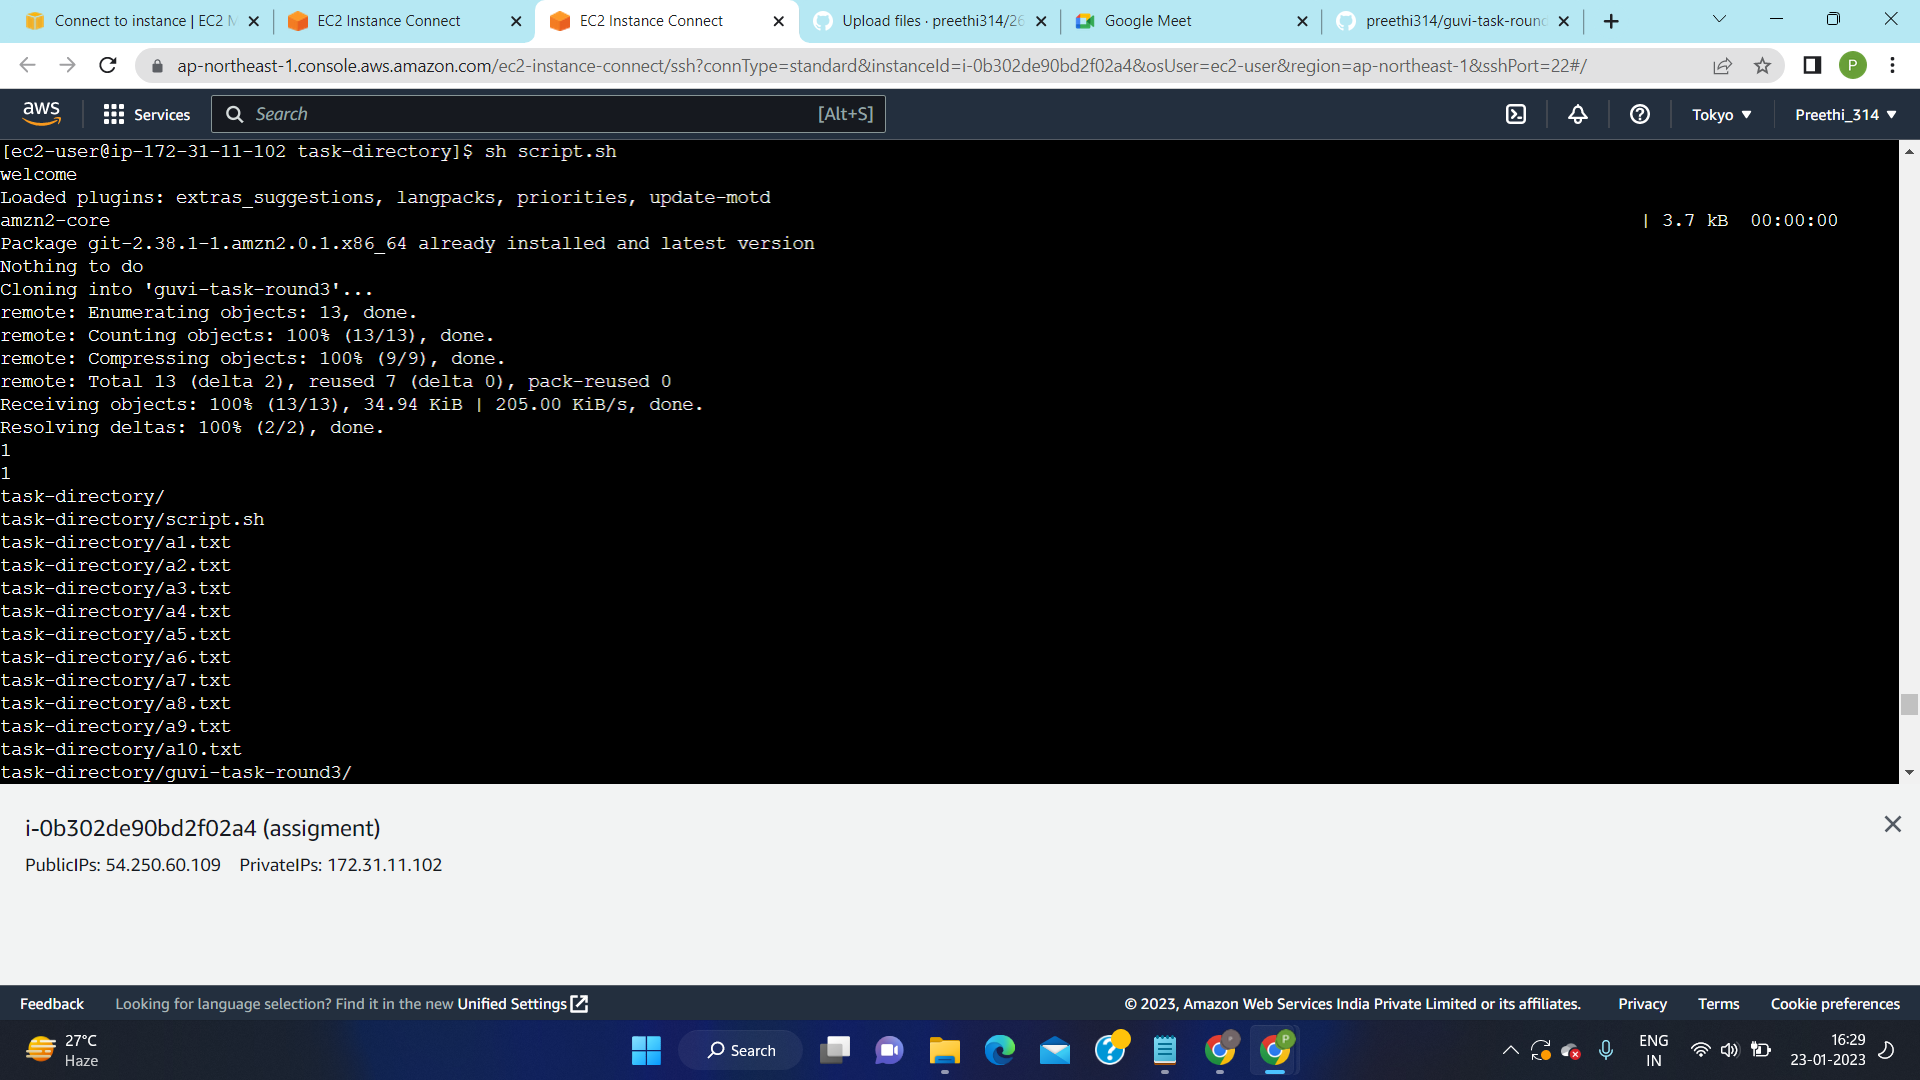 Connect to instance | EC2 M
EC2 Instance Connect
EC2 Instance Connect
Upload files · preethi314/26
Google Meet
preethi314/guvi-task-round
ap-northeast-1.console.aws.amazon.com/ec2-instance-connect/ssh?connType=standard&instanceId=i-0b302de90bd2f02a4&osUser=ec2-user&region=ap-northeast-1&sshPort=22#/
P
aws
Services
Search
[Alt+S]
Tokyo
Preethi_314
[ec2-user@ip-172-31-11-102 task-directory]$ sh script.sh
welcome
Loaded plugins: extras_suggestions, langpacks, priorities, update-motd
amzn2-core | 3.7 kB 00:00:00
Package git-2.38.1-1.amzn2.0.1.x86_64 already installed and latest version
Nothing to do
Cloning into 'guvi-task-round3'...
remote: Enumerating objects: 13, done.
remote: Counting objects: 100% (13/13), done.
remote: Compressing objects: 100% (9/9), done.
remote: Total 13 (delta 2), reused 7 (delta 0), pack-reused 0
Receiving objects: 100% (13/13), 34.94 KiB | 205.00 KiB/s, done.
Resolving deltas: 100% (2/2), done.
1
1
task-directory/
task-directory/script.sh
task-directory/a1.txt
task-directory/a2.txt
task-directory/a3.txt
task-directory/a4.txt
task-directory/a5.txt
task-directory/a6.txt
task-directory/a7.txt
task-directory/a8.txt
task-directory/a9.txt
task-directory/a10.txt
task-directory/guvi-task-round3/
i-0b302de90bd2f02a4 (assigment)
PublicIPs: 54.250.60.109 PrivateIPs: 172.31.11.102
Feedback
Looking for language selection? Find it in the new Unified Settings
© 2023, Amazon Web Services India Private Limited or its affiliates.
Privacy
Terms
Cookie preferences
27°C
Haze
Search
P
P
ENG
IN
16:29
23-01-2023